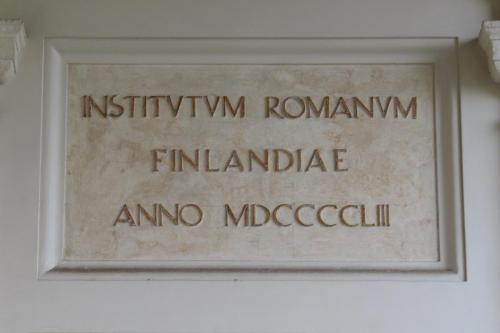 INSTITVTVM ROMANVM
FINLANDIAE
ANNO MDCCCCLIII